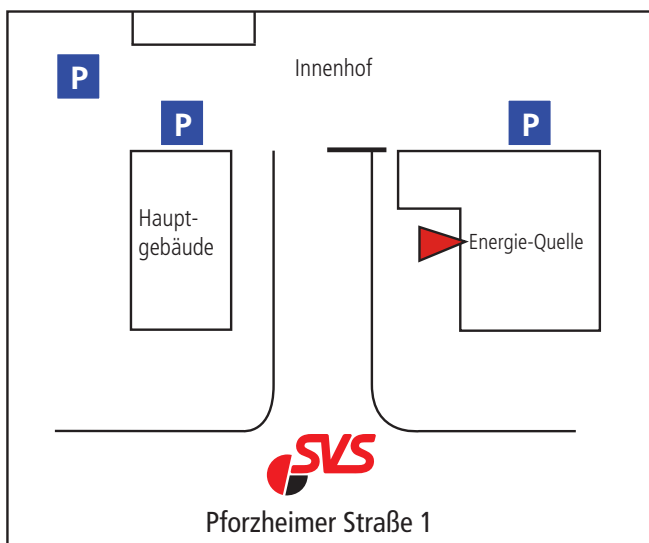 Innenhof
P
P
P
Haupt-
gebäude
Energie-Quelle
SVS
Pforzheimer Straße 1